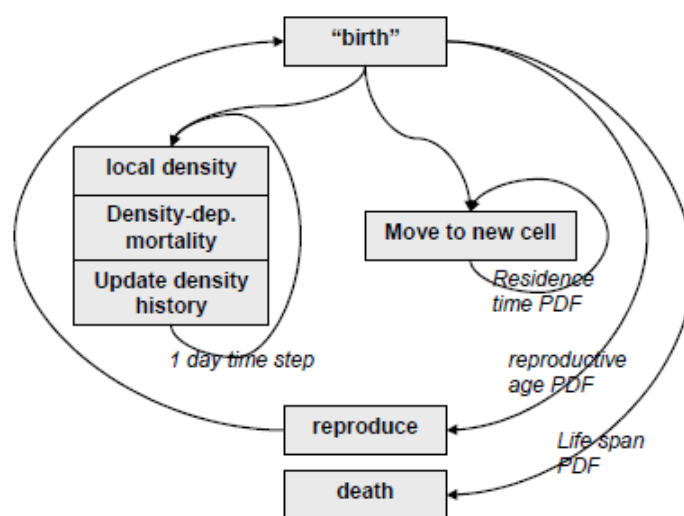 “birth”
local density
Density-dep.
mortality
Update density
history
1 day time step
Move to new cell
Residence
time PDF
reproductive
age PDF
reproduce
Life span
PDF
death